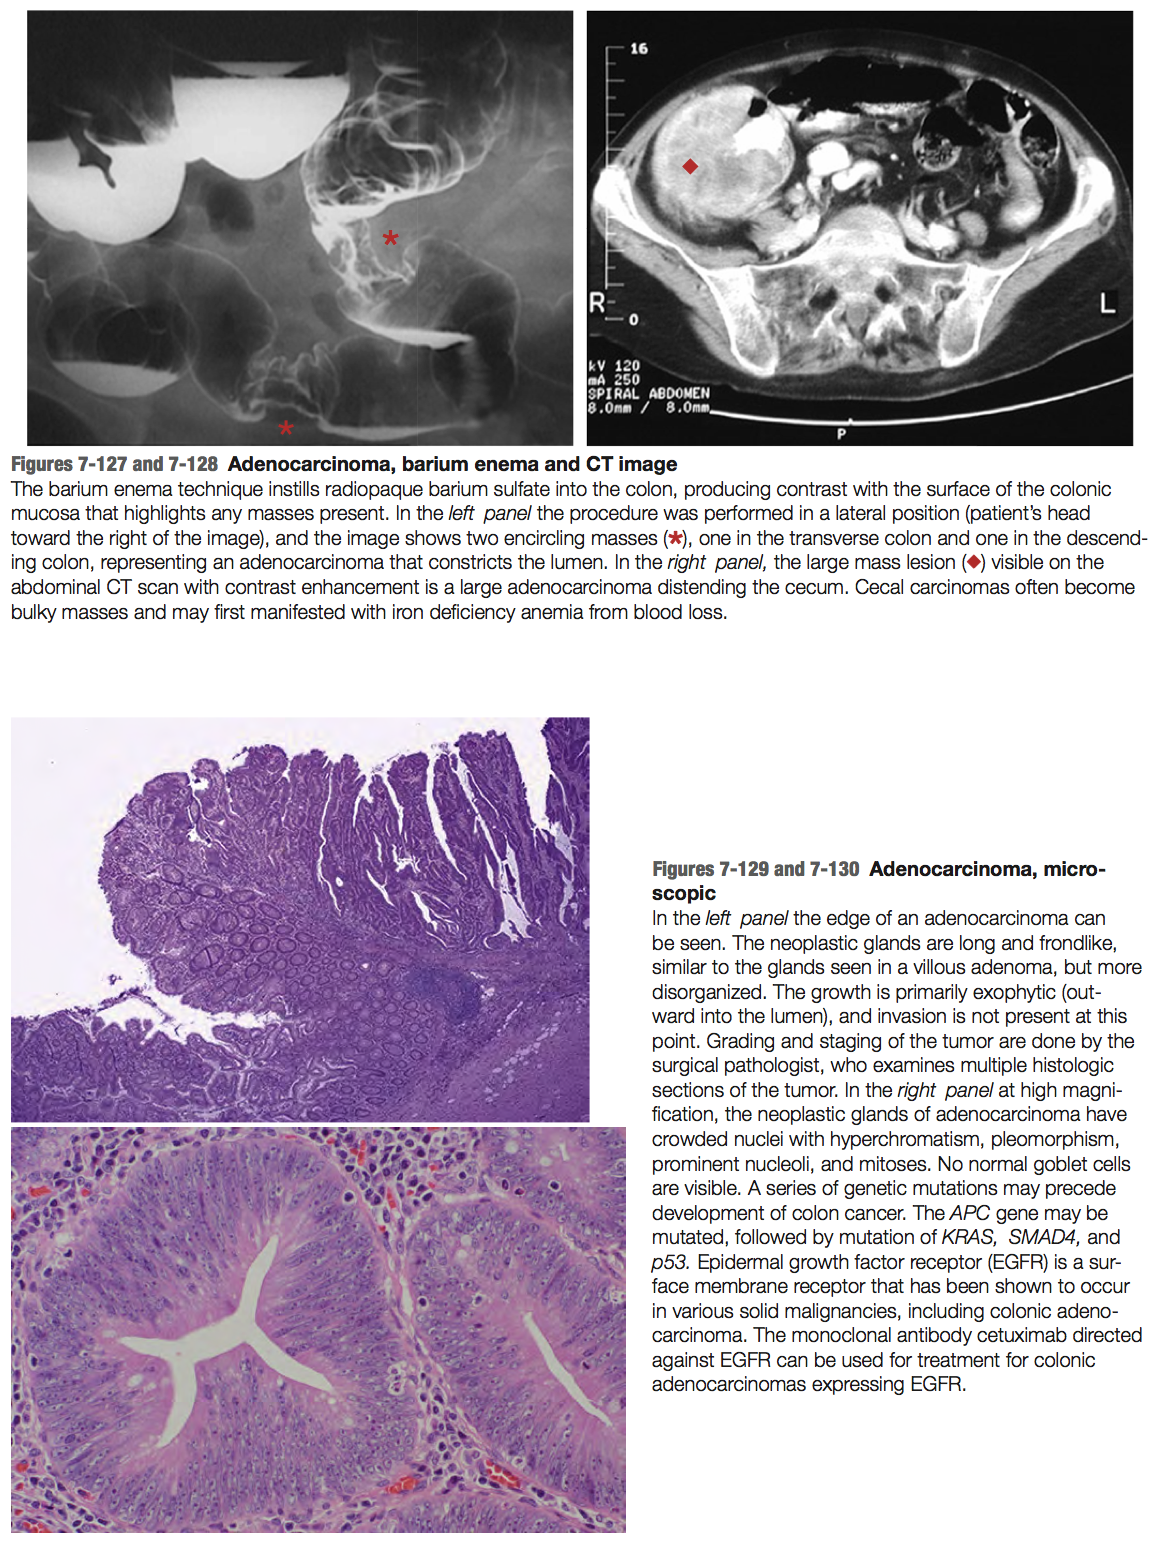 16
R
L
0
kV 120
mA 250
SPIRAL ABDOMEN
8.0mm / 8.0mm
P
Figures 7-127 and 7-128 Adenocarcinoma, barium enema and CT image
The barium enema technique instills radiopaque barium sulfate into the colon, producing contrast with the surface of the colonic
mucosa that highlights any masses present. In the left panel the procedure was performed in a lateral position (patient's head
toward the right of the image), and the image shows two encircling masses (*), one in the transverse colon and one in the descend-
ing colon, representing an adenocarcinoma that constricts the lumen. In the right panel, the large mass lesion (◆) visible on the
abdominal CT scan with contrast enhancement is a large adenocarcinoma distending the cecum. Cecal carcinomas often become
bulky masses and may first manifested with iron deficiency anemia from blood loss.
Figures 7-129 and 7-130 Adenocarcinoma, micro-
scopic
In the left panel the edge of an adenocarcinoma can
be seen. The neoplastic glands are long and frondlike,
similar to the glands seen in a villous adenoma, but more
disorganized. The growth is primarily exophytic (out-
ward into the lumen), and invasion is not present at this
point. Grading and staging of the tumor are done by the
surgical pathologist, who examines multiple histologic
sections of the tumor. In the right panel at high magni-
fication, the neoplastic glands of adenocarcinoma have
crowded nuclei with hyperchromatism, pleomorphism,
prominent nucleoli, and mitoses. No normal goblet cells
are visible. A series of genetic mutations may precede
development of colon cancer. The APC gene may be
mutated, followed by mutation of KRAS, SMAD4, and
p53. Epidermal growth factor receptor (EGFR) is a sur-
face membrane receptor that has been shown to occur
in various solid malignancies, including colonic adeno-
carcinoma. The monoclonal antibody cetuximab directed
against EGFR can be used for treatment for colonic
adenocarcinomas expressing EGFR.